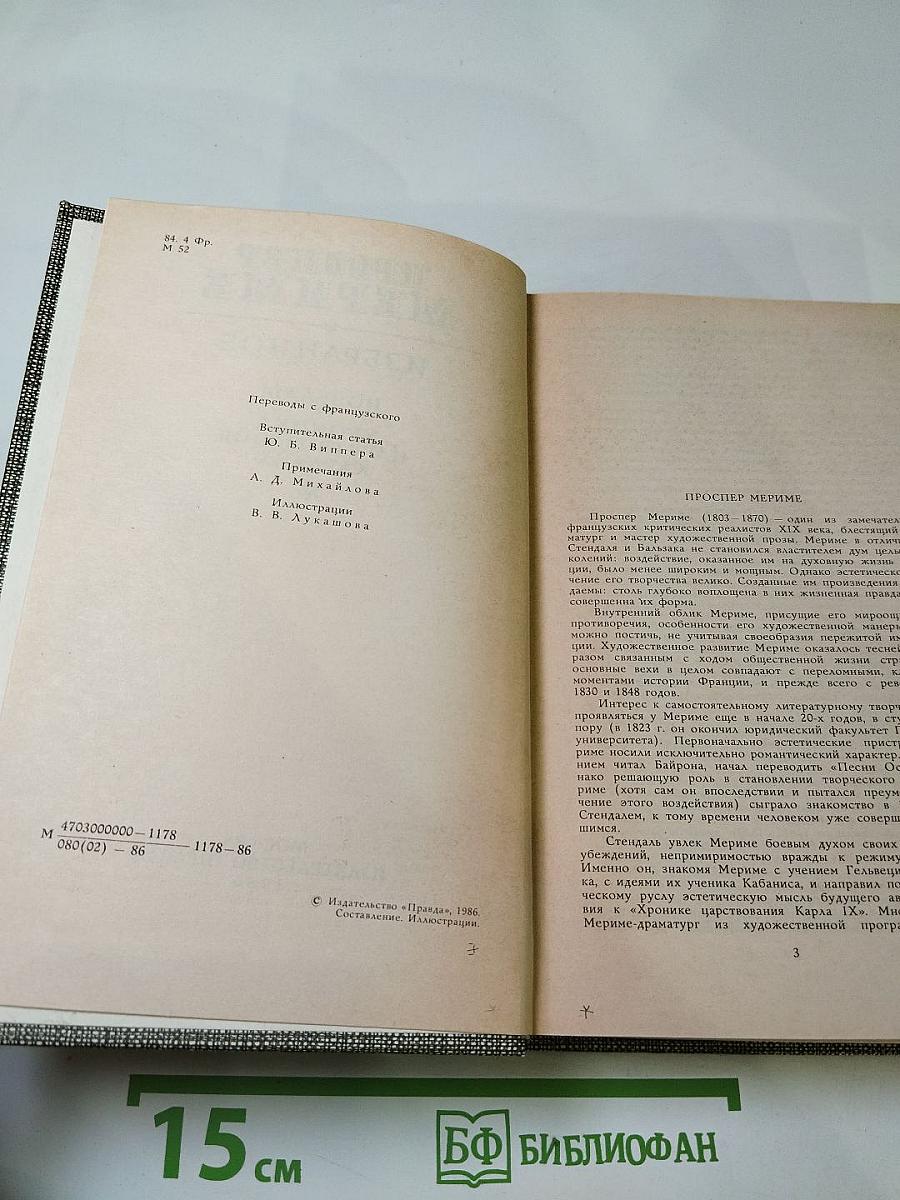 84. 4 Фр.
М 52
Переводы с французского
Вступительная статья
Ю. Б. Виппера
Примечания
А. Д. Михайлова
Иллюстрации
В. В. Лукашова
М 4703000000—1178
080(02) — 86
1178—86
© Издательство «Правда», 1986.
Составление. Иллюстрации.
ПРОСПЕР МЕРИМЕ
Проспер Мериме (1803—1870) — один из замечател
французских критических реалистов XIX века, блестящий
матург и мастер художественной прозы. Мериме в отличи
Стендаля и Бальзака не становился властителем дум целы
колений: воздействие, оказанное им на духовную жизнь
ции, было менее широким и мощным. Однако эстетическо
чение его творчества велико. Созданные им произведения
даемы: столь глубоко воплощена в них жизненная правда
совершенна их форма.
Внутренний облик Мериме, присущие его мироощу
противоречия, особенности его художественной манеры
можно постичь, не учитывая своеобразия пережитой им
ции. Художественное развитие Мериме оказалось тесней
разом связанным с ходом общественной жизни стр
основные вехи в целом совпадают с переломными, кл
моментами истории Франции, и прежде всего с рев
1830 и 1848 годов.
Интерес к самостоятельному литературному творч
проявляться у Мериме еще в начале 20-х годов, в сту
пору (в 1823 г. он окончил юридический факультет П
университета). Первоначально эстетические пристр
риме носили исключительно романтический характер.
нием читал Байрона, начал переводить «Песни Ос
нако решающую роль в становлении творческого
риме (хотя сам он впоследствии и пытался преум
чение этого воздействия) сыграло знакомство в
Стендалем, к тому времени человеком уже соверш
шимся.
Стендаль увлек Мериме боевым духом своих
убеждений, непримиримостью вражды к режиму
Именно он, знакомя Мериме с учением Гельвеци
ка, с идеями их ученика Кабаниса, и направил по
ческому руслу эстетическую мысль будущего ав
вия к «Хронике царствования Карла IX». Мно
Мериме-драматург из художественной програ
3
15 см
БФ БИБЛИОФАН